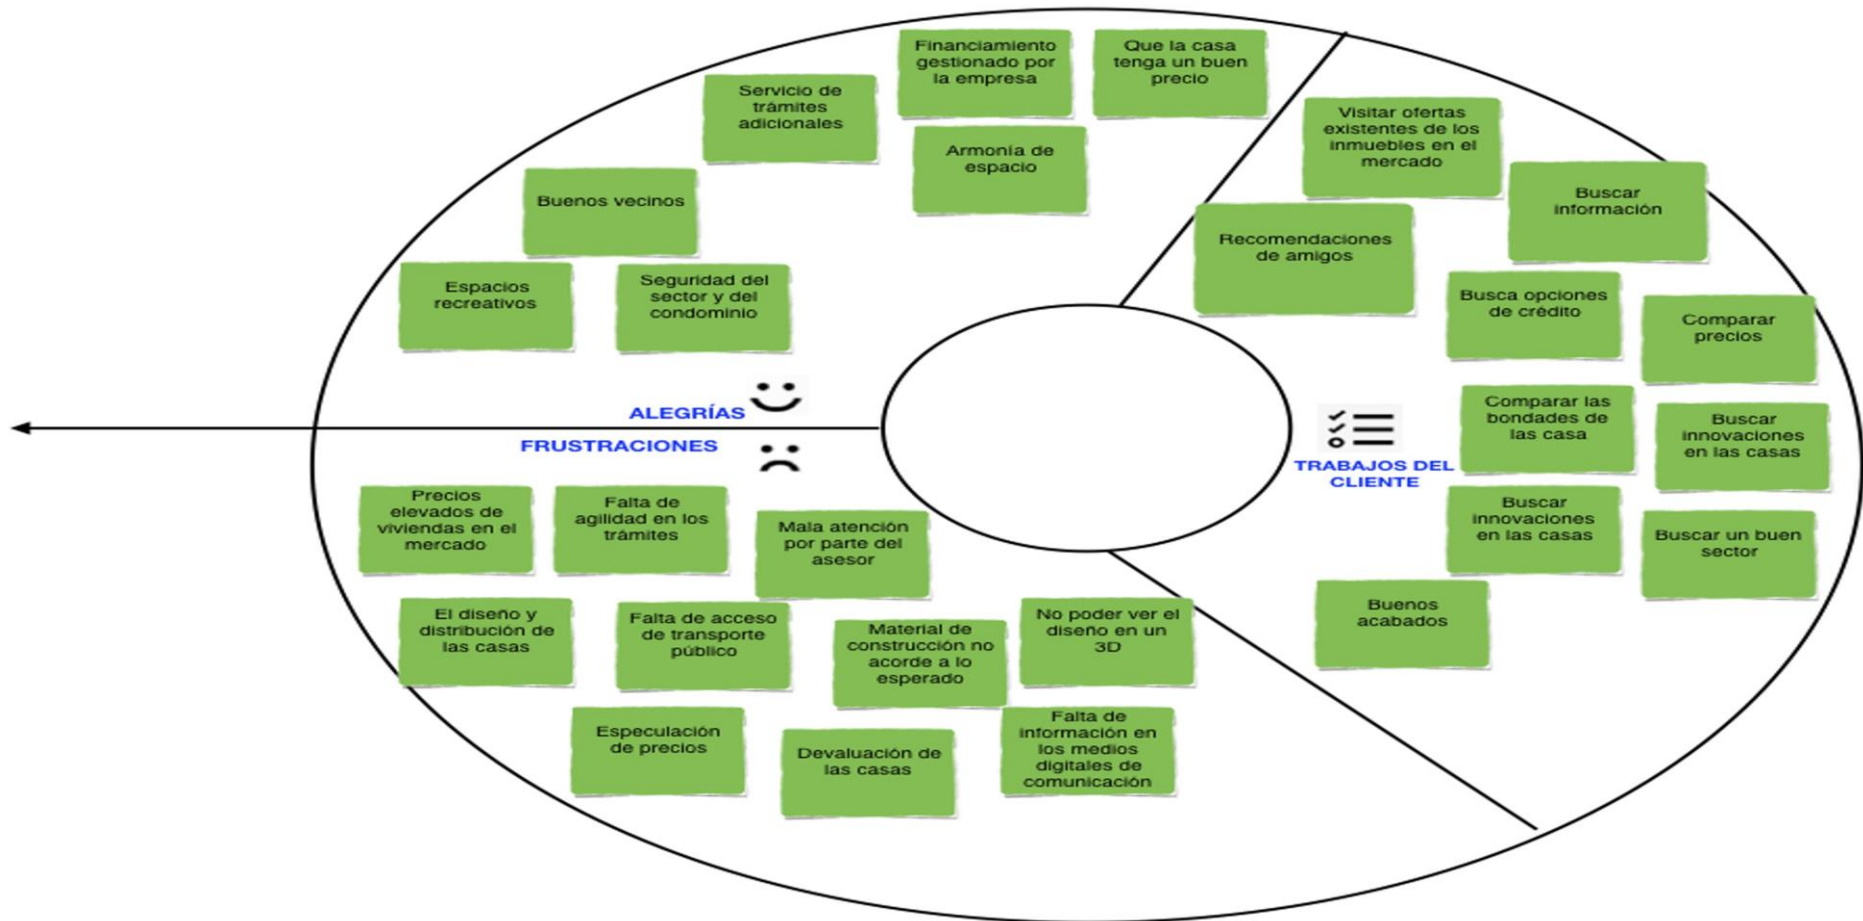 Financiamiento
gestionado por
la empresa
Que la casa
tenga un buen
precio
Servicio de
trámites
adicionales
Armonía de
espacio
Buenos vecinos
Espacios
recreativos
Seguridad del
sector y del
condominio
ALEGRÍAS
FRUSTRACIONES
Precios
elevados de
viviendas en el
mercado
Falta de
agilidad en los
trámites
Mala atención
por parte del
asesor
El diseño y
distribución de
las casas
Falta de acceso
de transporte
público
Material de
construcción no
acorde a lo
esperado
No poder ver el
diseño en un
3D
Especulación
de precios
Devaluación de
las casas
Falta de
información en
los medios
digitales de
comunicación
Visitar ofertas
existentes de los
inmuebles en el
mercado
Buscar
información
Recomendaciones
de amigos
Busca opciones
de crédito
Comparar
precios
Comparar las
bondades de
las casa
Buscar
innovaciones
en las casas
TRABAJOS DEL
CLIENTE
Buscar
innovaciones
en las casas
Buscar un buen
sector
Buenos
acabados